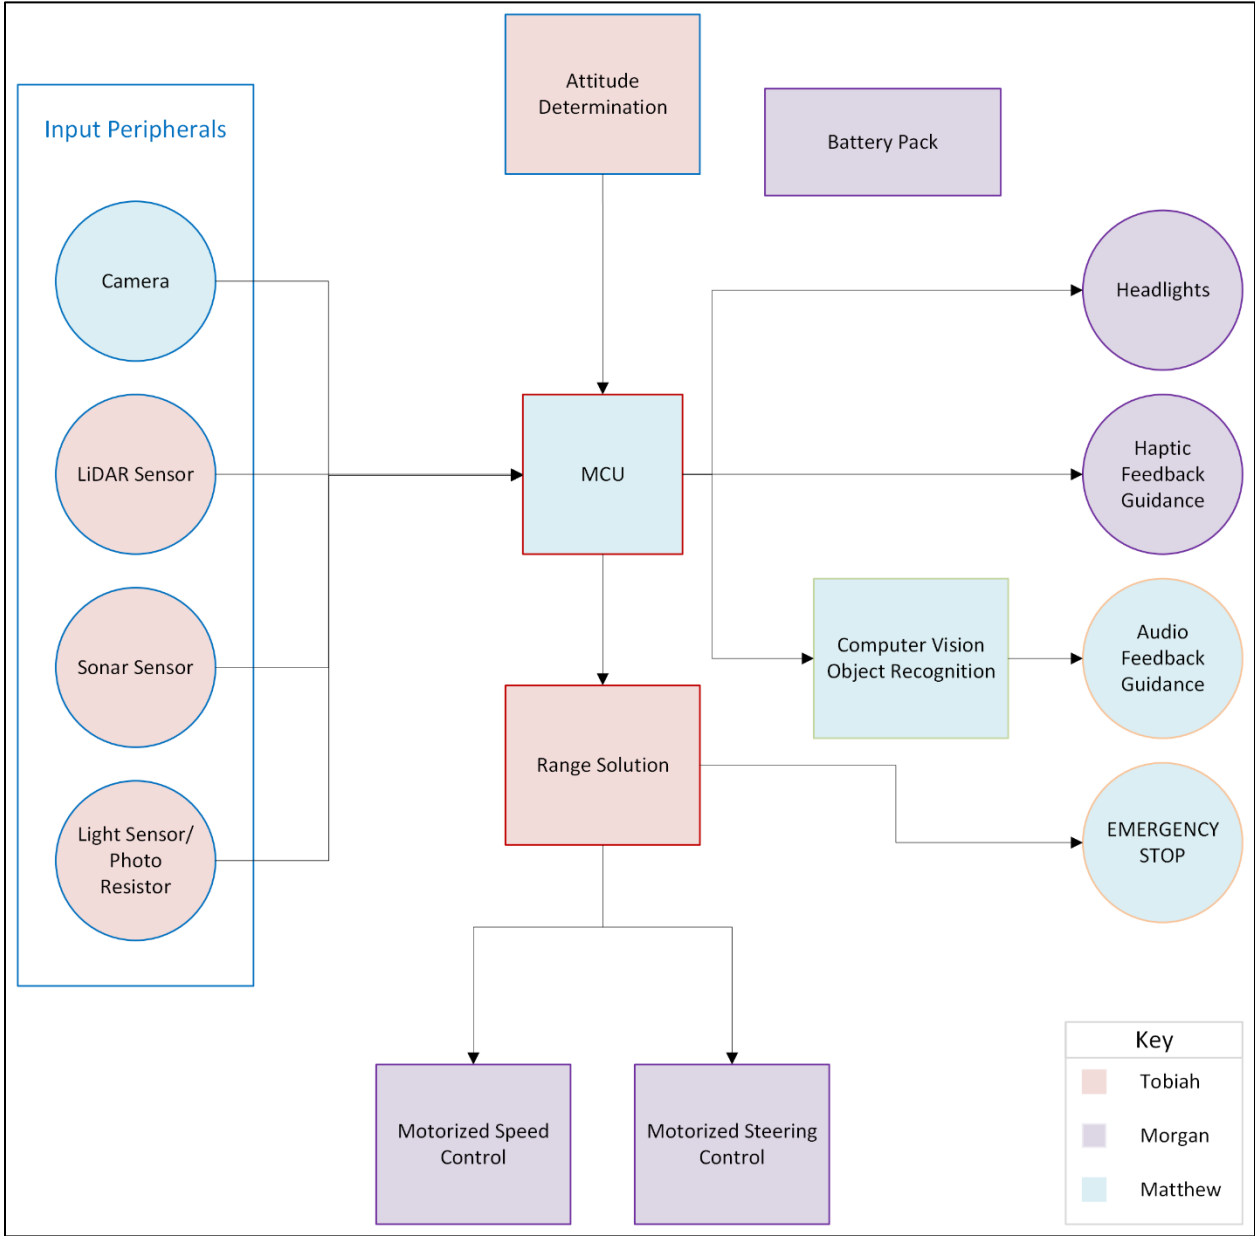 Attitude
Determination
Input Peripherals
Battery Pack
Camera
Headlights
LiDAR Sensor
MCU
Haptic
Feedback
Guidance
Sonar Sensor
Computer Vision
Object Recognition
Audio
Feedback
Guidance
Range Solution
Light Sensor/
Photo
Resistor
EMERGENCY
STOP
Motorized Speed
Control
Motorized Steering
Control
Key
Tobiah
Morgan
Matthew